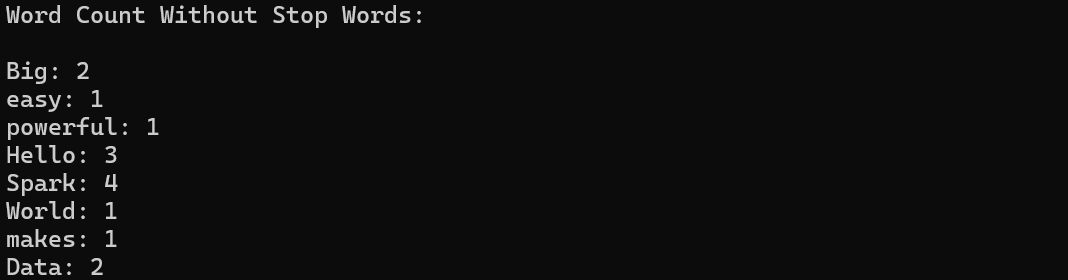 Word Count Without Stop Words:
Big: 2
easy: 1
powerful: 1
Hello: 3
Spark: 4
World: 1
makes: 1
Data: 2